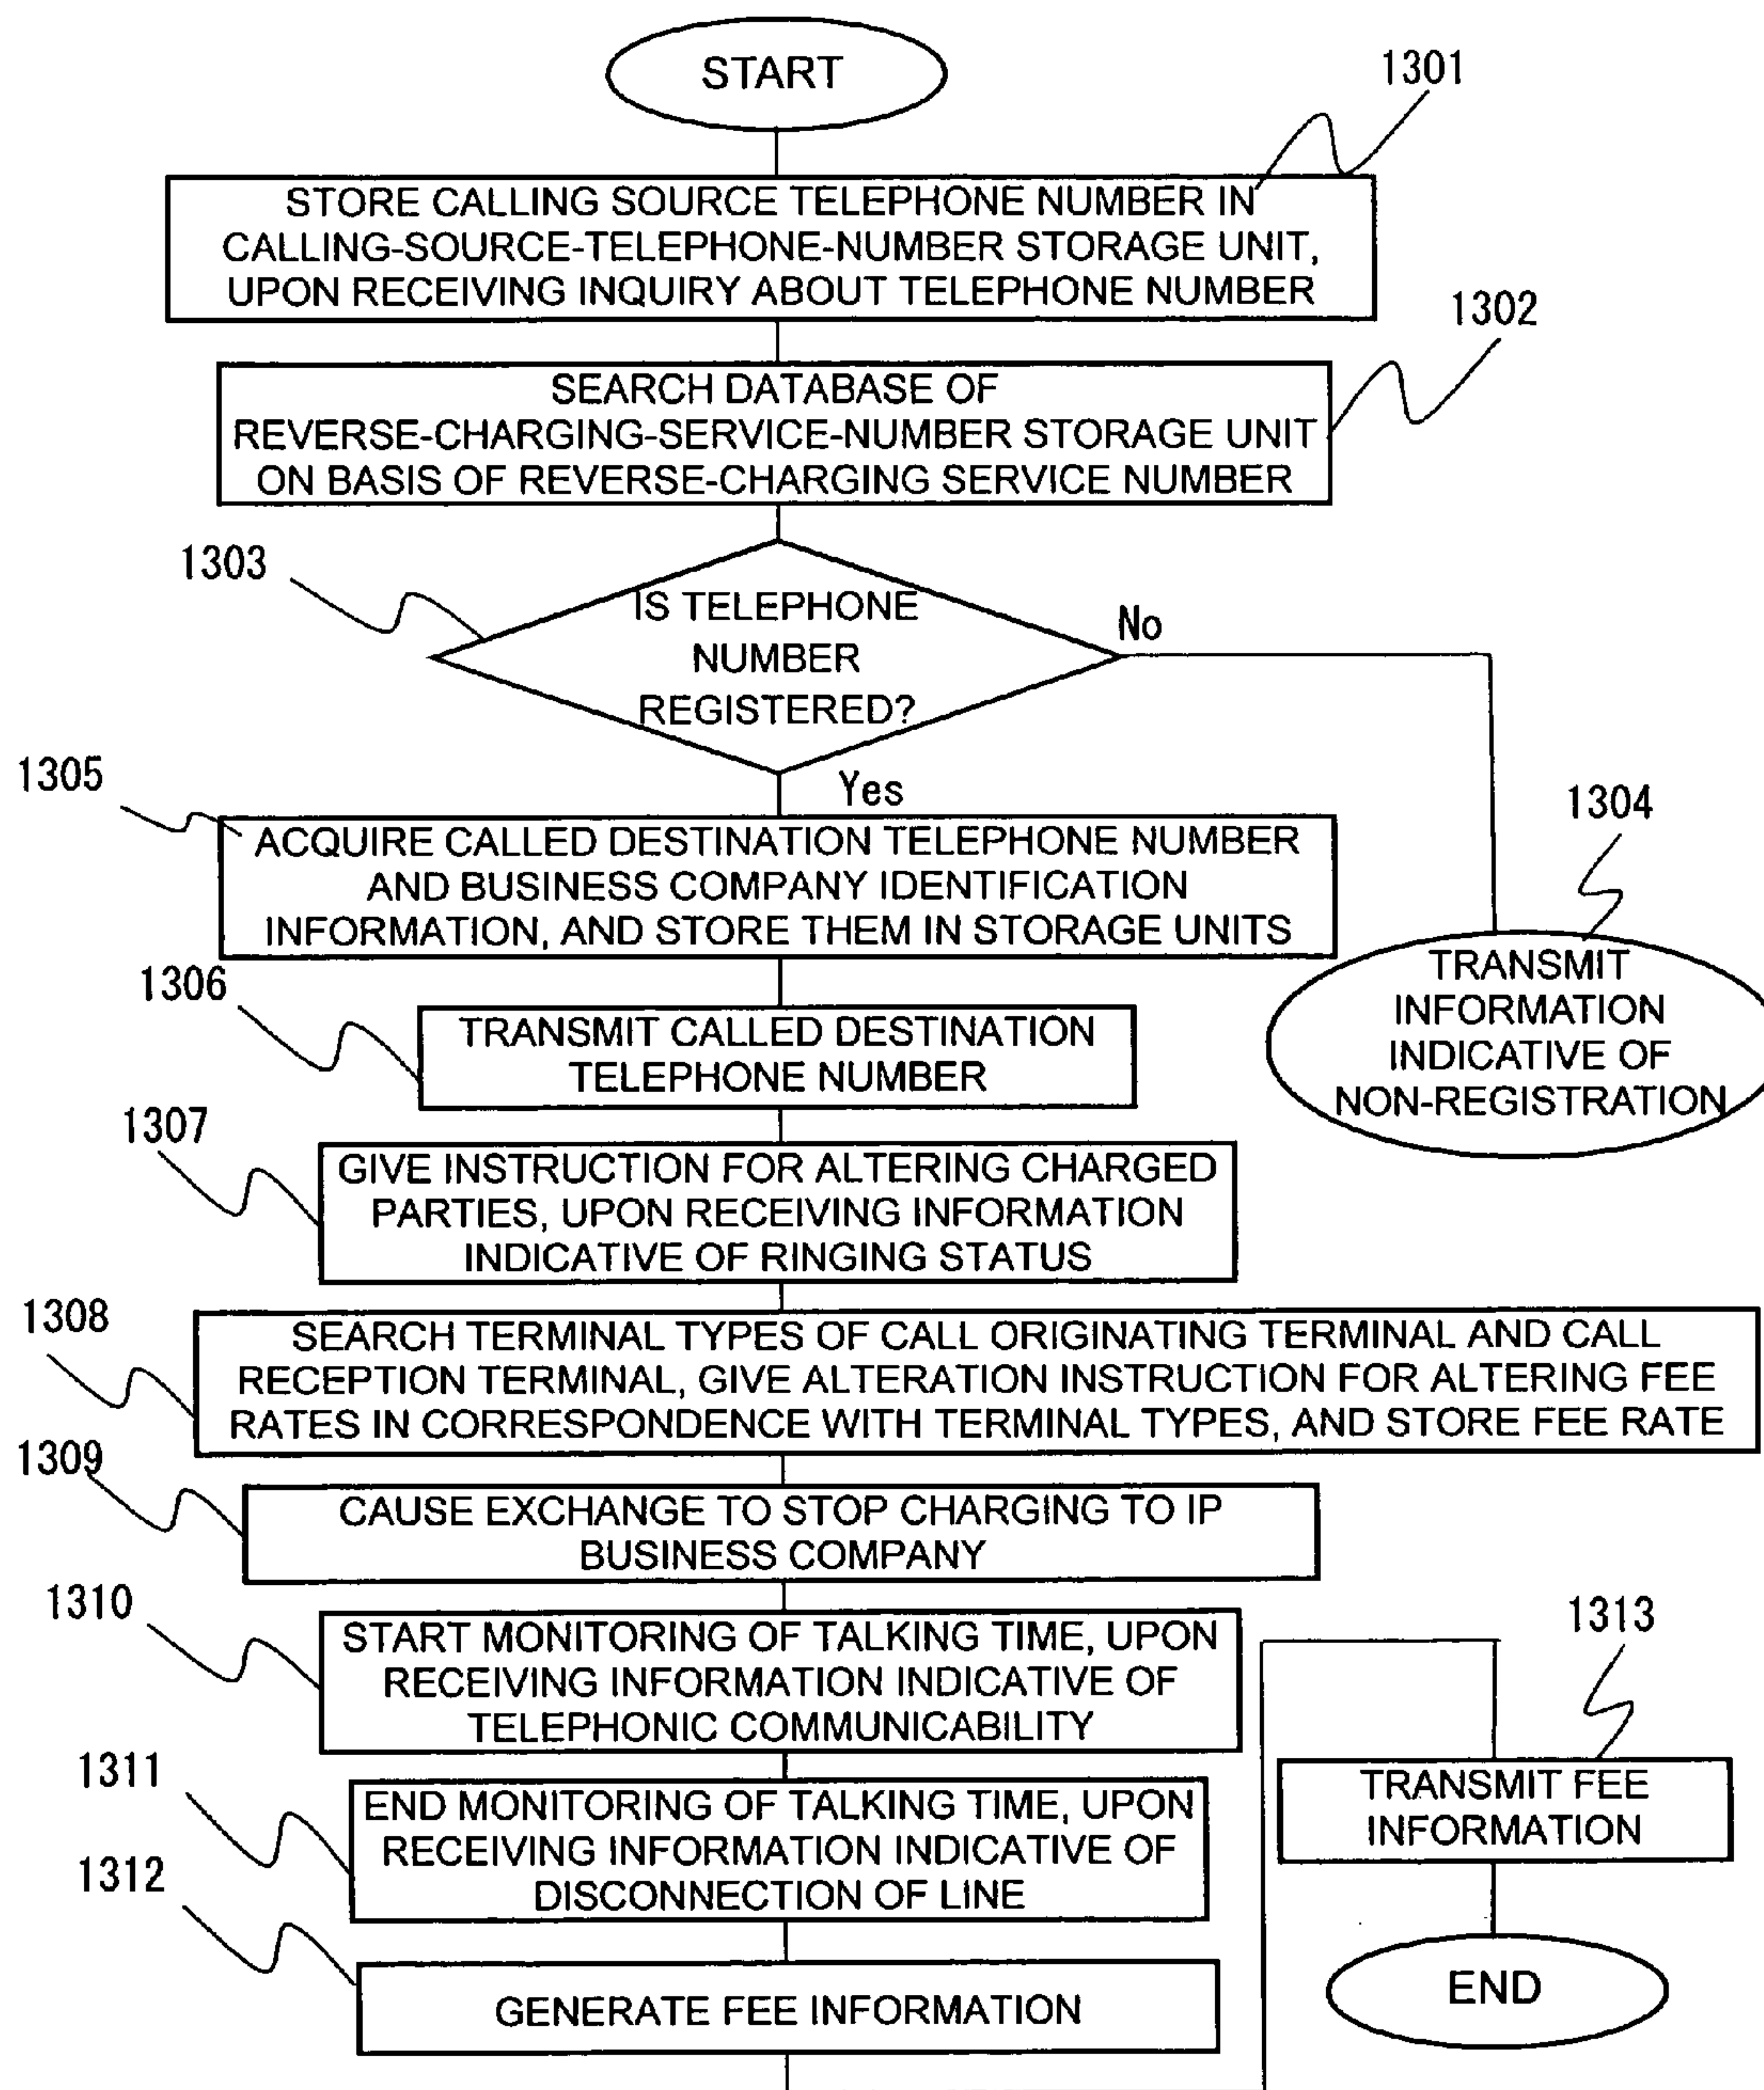 START
1301
STORE CALLING SOURCE TELEPHONE NUMBER IN
CALLING-SOURCE-TELEPHONE-NUMBER STORAGE UNIT,
UPON RECEIVING INQUIRY ABOUT TELEPHONE NUMBER
1302
SEARCH DATABASE OF
REVERSE-CHARGING-SERVICE-NUMBER STORAGE UNIT
ON BASIS OF REVERSE-CHARGING SERVICE NUMBER
1303
IS TELEPHONE
NUMBER
REGISTERED?
No
Yes
1304
TRANSMIT
INFORMATION
INDICATIVE OF
NON-REGISTRATION
1305
ACQUIRE CALLED DESTINATION TELEPHONE NUMBER
AND BUSINESS COMPANY IDENTIFICATION
INFORMATION, AND STORE THEM IN STORAGE UNITS
1306
TRANSMIT CALLED DESTINATION
TELEPHONE NUMBER
1307
GIVE INSTRUCTION FOR ALTERING CHARGED
PARTIES, UPON RECEIVING INFORMATION
INDICATIVE OF RINGING STATUS
1308
SEARCH TERMINAL TYPES OF CALL ORIGINATING TERMINAL AND CALL
RECEPTION TERMINAL, GIVE ALTERATION INSTRUCTION FOR ALTERING FEE
RATES IN CORRESPONDENCE WITH TERMINAL TYPES, AND STORE FEE RATE
1309
CAUSE EXCHANGE TO STOP CHARGING TO IP
BUSINESS COMPANY
1310
START MONITORING OF TALKING TIME, UPON
RECEIVING INFORMATION INDICATIVE OF
TELEPHONIC COMMUNICABILITY
1311
END MONITORING OF TALKING TIME, UPON
RECEIVING INFORMATION INDICATIVE OF
DISCONNECTION OF LINE
1312
GENERATE FEE INFORMATION
1313
TRANSMIT FEE
INFORMATION
END